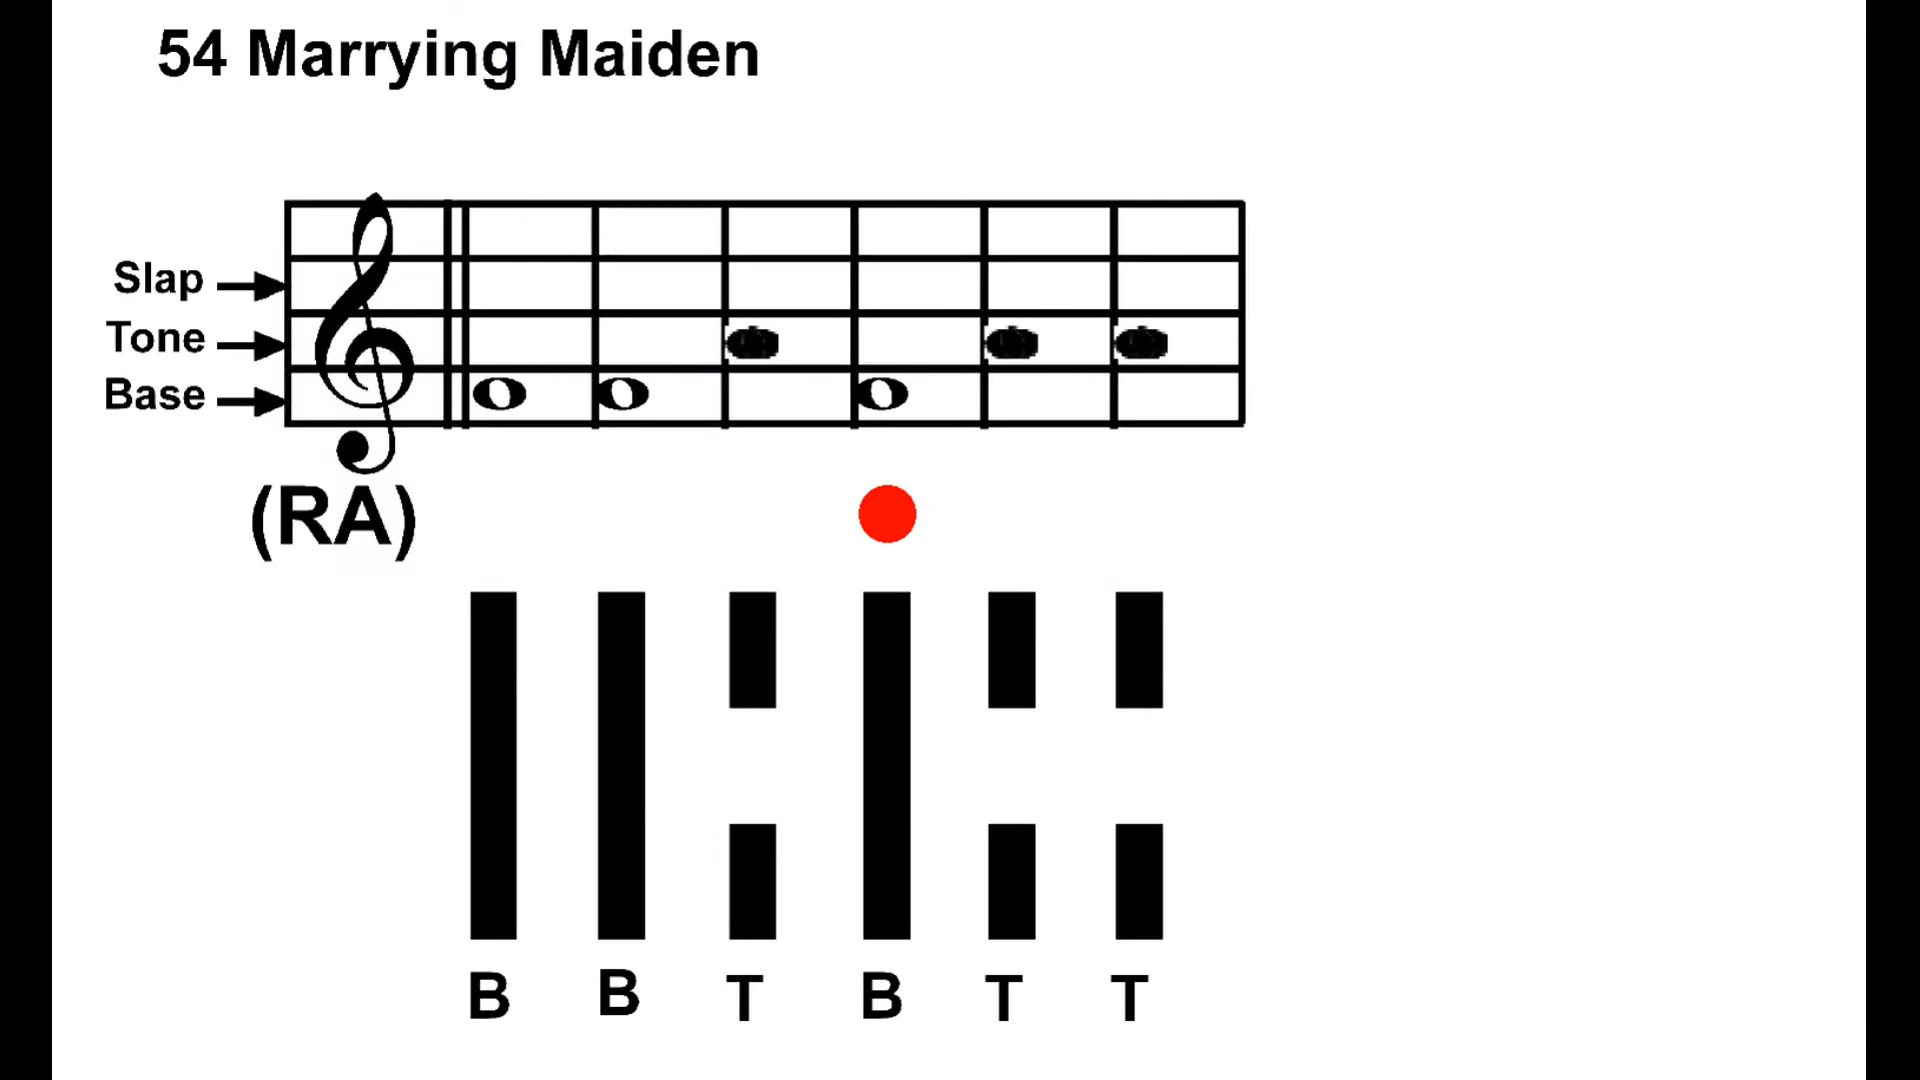 54 Marrying Maiden
Slap
Tone
Base
(RA)
B B T B T T